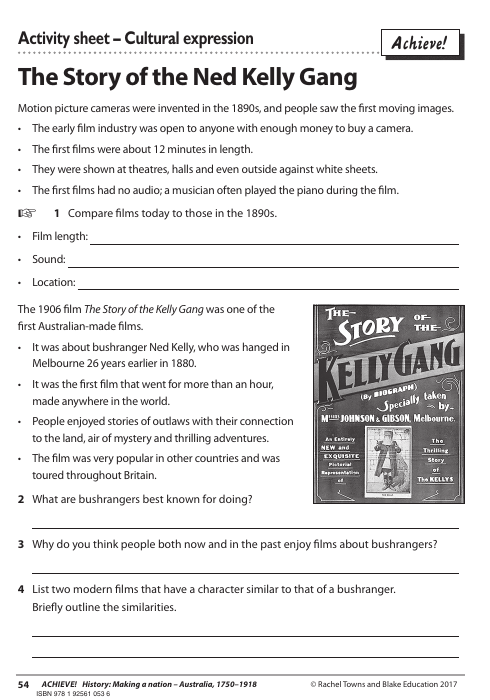 Activity sheet – Cultural expression
Achieve!
The Story of the Ned Kelly Gang
Motion picture cameras were invented in the 1890s, and people saw the first moving images.
• The early film industry was open to anyone with enough money to buy a camera.
• The first films were about 12 minutes in length.
• They were shown at theatres, halls and even outside against white sheets.
• The first films had no audio; a musician often played the piano during the film.
1 Compare films today to those in the 1890s.
• Film length:
• Sound:
• Location:
The 1906 film The Story of the Kelly Gang was one of the
first Australian-made films.
• It was about bushranger Ned Kelly, who was hanged in
Melbourne 26 years earlier in 1880.
• It was the first film that went for more than an hour,
made anywhere in the world.
• People enjoyed stories of outlaws with their connection
to the land, air of mystery and thrilling adventures.
• The film was very popular in other countries and was
toured throughout Britain.
THE
STORY OF
THE
KELLY GANG
(By BIOGRAPH)
Specially taken
by
MESSRS JOHNSON & GIBSON, Melbourne.
An Entirely
NEW and
EXQUISITE
Pictorial
Representation
of
The
Thrilling
Story
of
The KELLYS
2 What are bushrangers best known for doing?
3 Why do you think people both now and in the past enjoy films about bushrangers?
4 List two modern films that have a character similar to that of a bushranger.
Briefly outline the similarities.
54 ACHIEVE! History: Making a nation – Australia, 1750–1918
© Rachel Towns and Blake Education 2017
ISBN 978 1 92561 053 6